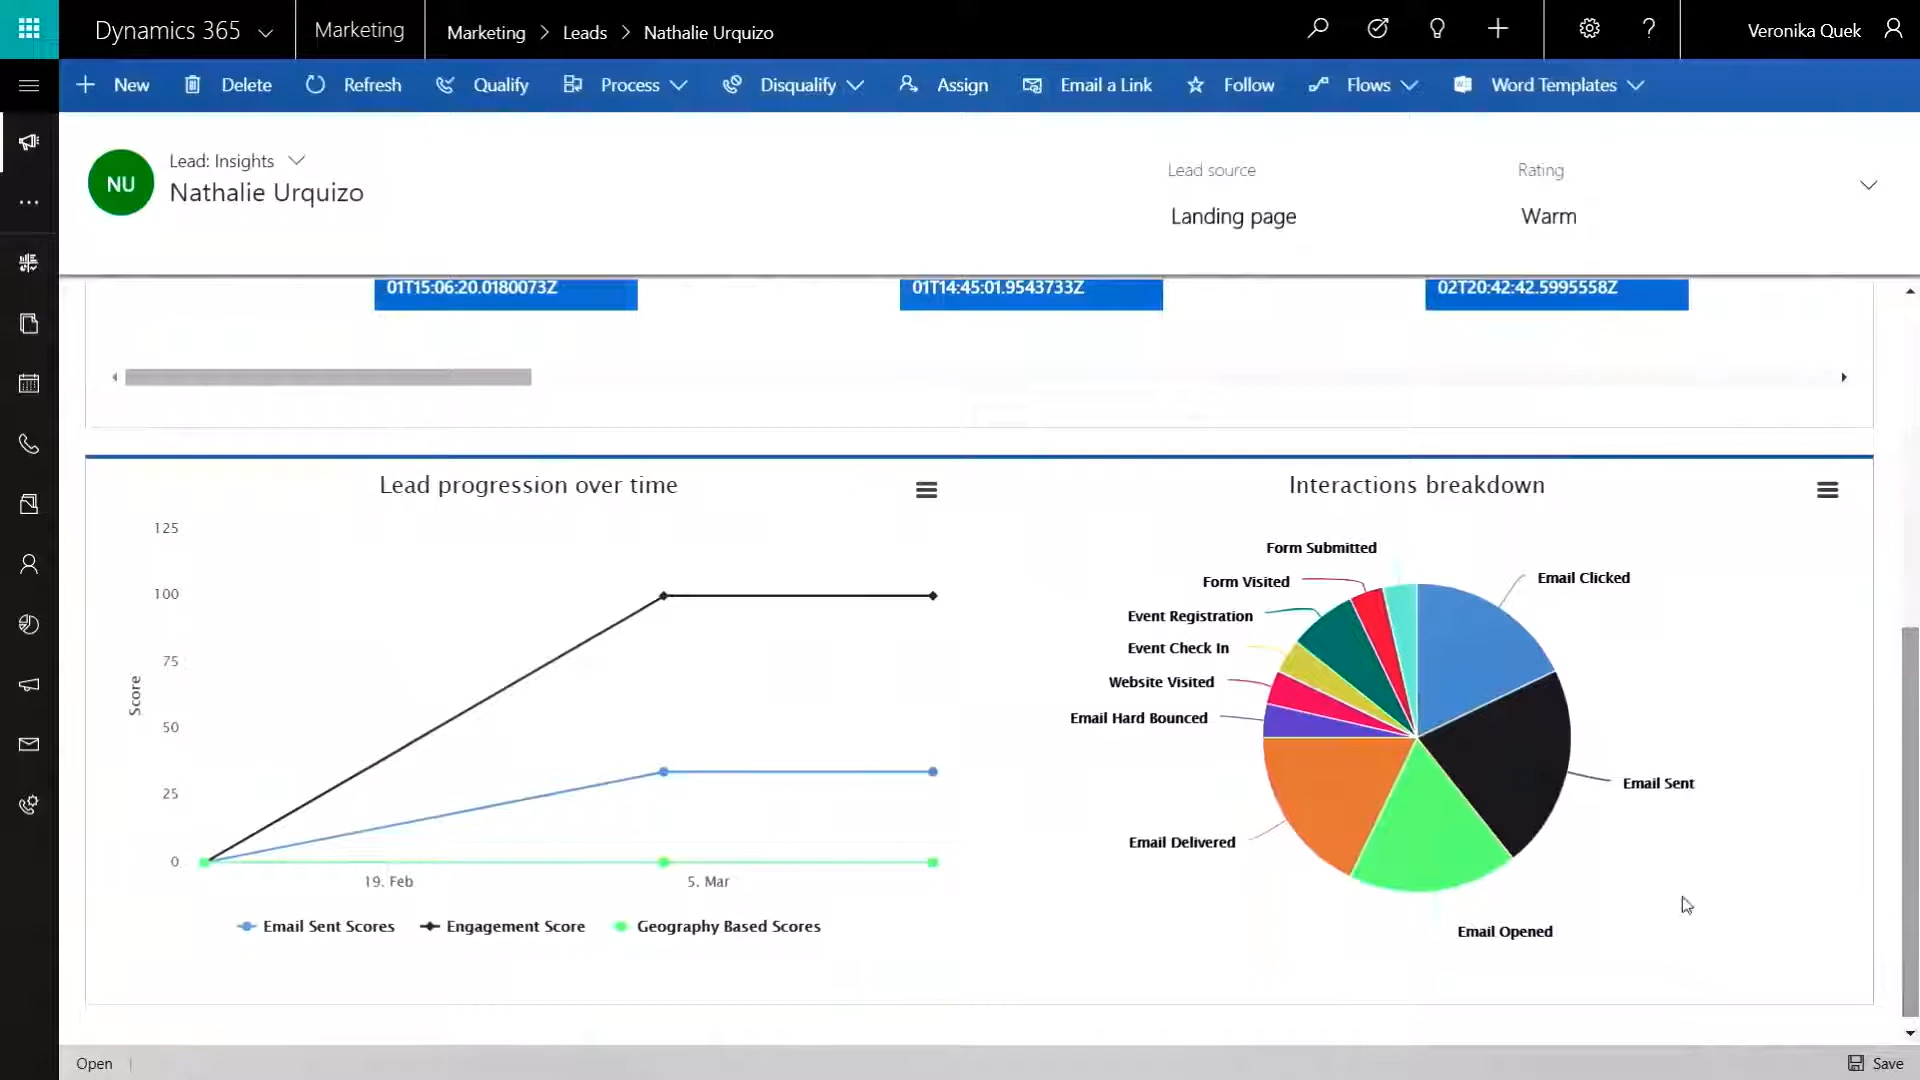 Dynamics 365
Marketing
Marketing > Leads > Nathalie Urquizo
Veronika Quek
New
Delete
Refresh
Qualify
Process
Disqualify
Assign
Email a Link
Follow
Flows
Word Templates
NU
Lead: Insights
Nathalie Urquizo
Lead source
Landing page
Rating
Warm
01T15:06:20.0180073Z
01T14:45:01.9543733Z
02T20:42:42.5995558Z
Lead progression over time
125
100
75
50
25
0
Score
19. Feb
5. Mar
Email Sent Scores
Engagement Score
Geography Based Scores
Interactions breakdown
Form Submitted
Form Visited
Event Registration
Event Check In
Website Visited
Email Hard Bounced
Email Delivered
Email Clicked
Email Sent
Email Opened
Open
Save